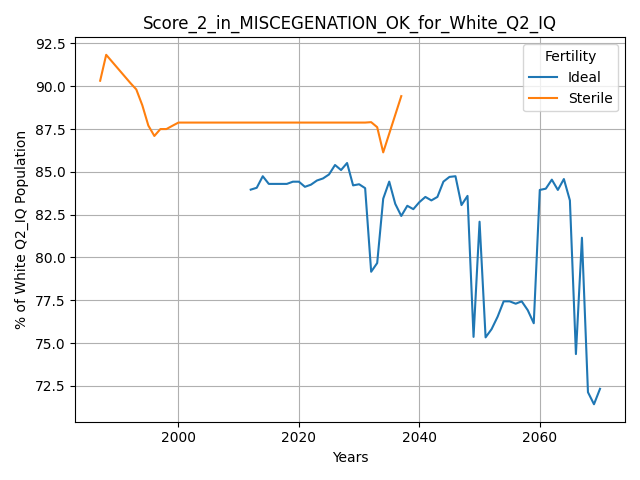 Score_2_in_MISCEGENATION_OK_for_White_Q2_IQ
92.5
90.0
87.5
85.0
82.5
80.0
77.5
75.0
72.5
% of White Q2_IQ Population
Fertility
Ideal
Sterile
2000
2020
2040
2060
Years